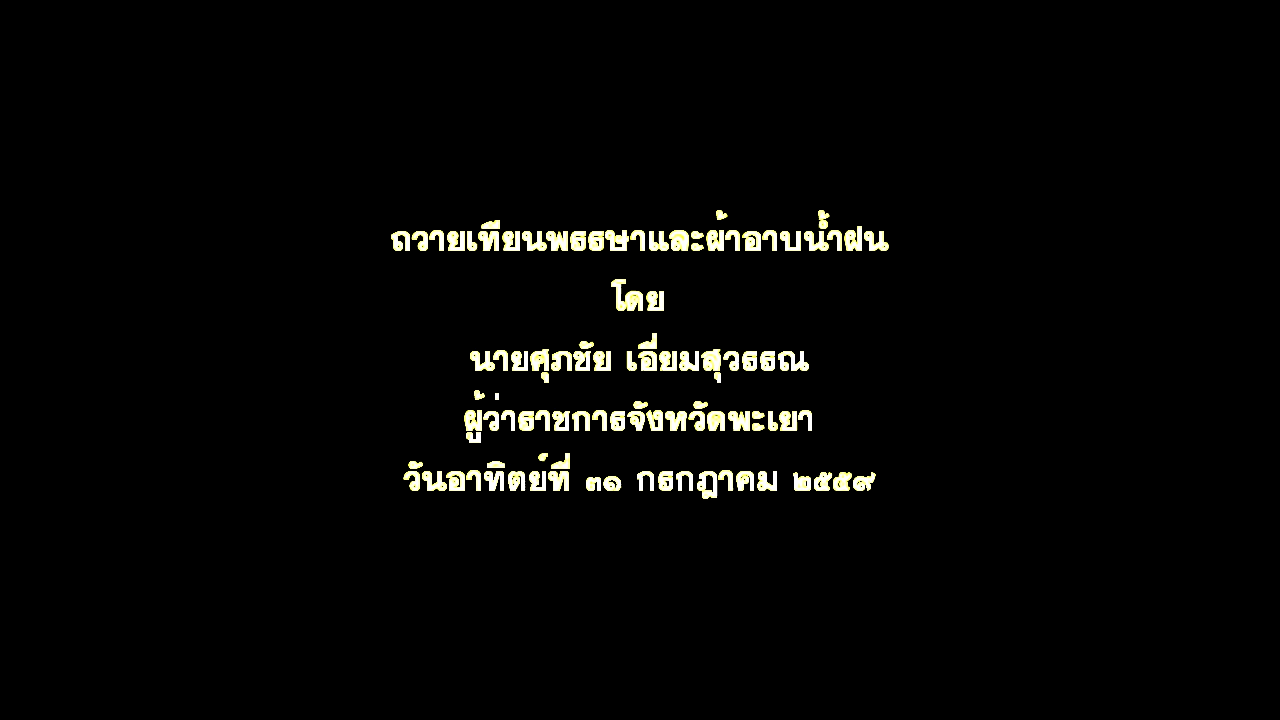 ถวายเทียนพรรษาและผ้าอาบน้ำฝน
โดย
นายศุภชัย เอี่ยมสุวรรณ
ผู้ว่าราชการจังหวัดพะเยา
วันอาทิตย์ที่ ๓๑ กรกฎาคม ๒๕๕๙